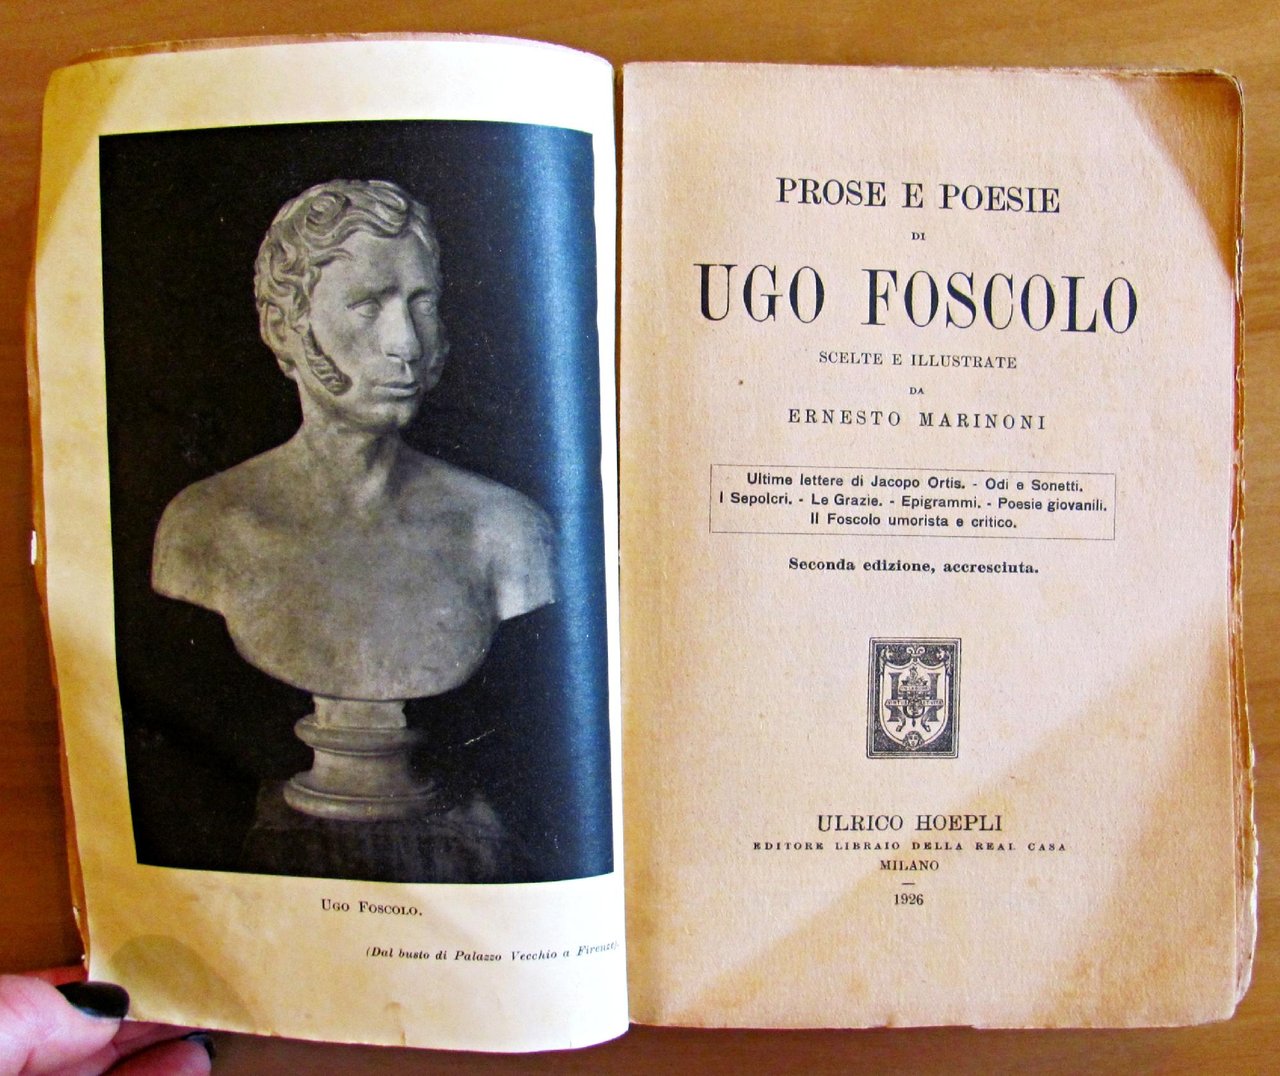 UGO FOSCOLO.
(Dal busto di Palazzo Vecchio a Firenze).
PROSE E POESIE
DI
UGO FOSCOLO
SCELTE E ILLUSTRATE
DA
ERNESTO MARINONI
Ultime lettere di Jacopo Ortis. - Odi e Sonetti.
I Sepolcri. - Le Grazie. - Epigrammi. - Poesie giovanili.
Il Foscolo umorista e critico.
Seconda edizione, accresciuta.
ULRICO HOEPLI
EDITORE LIBRAIO DELLA REAL CASA
MILANO
1926